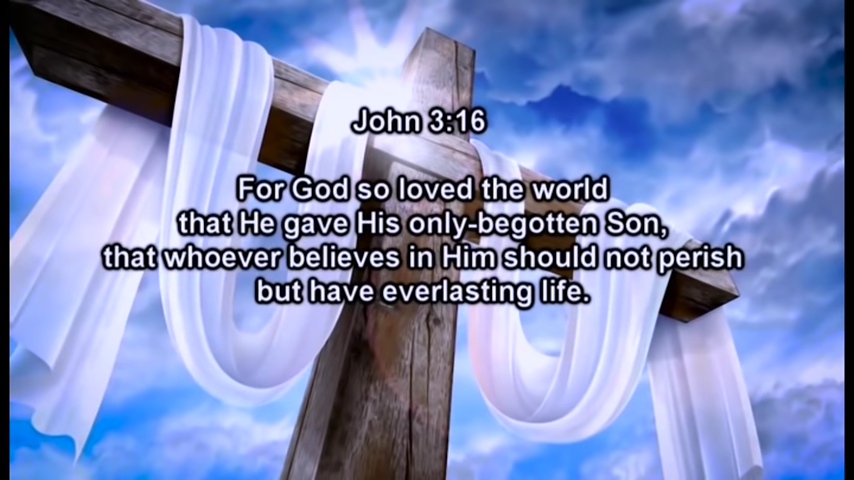 John 3:16
For God so loved the world
that He gave His only-begotten Son,
that whoever believes in Him should not perish
but have everlasting life.